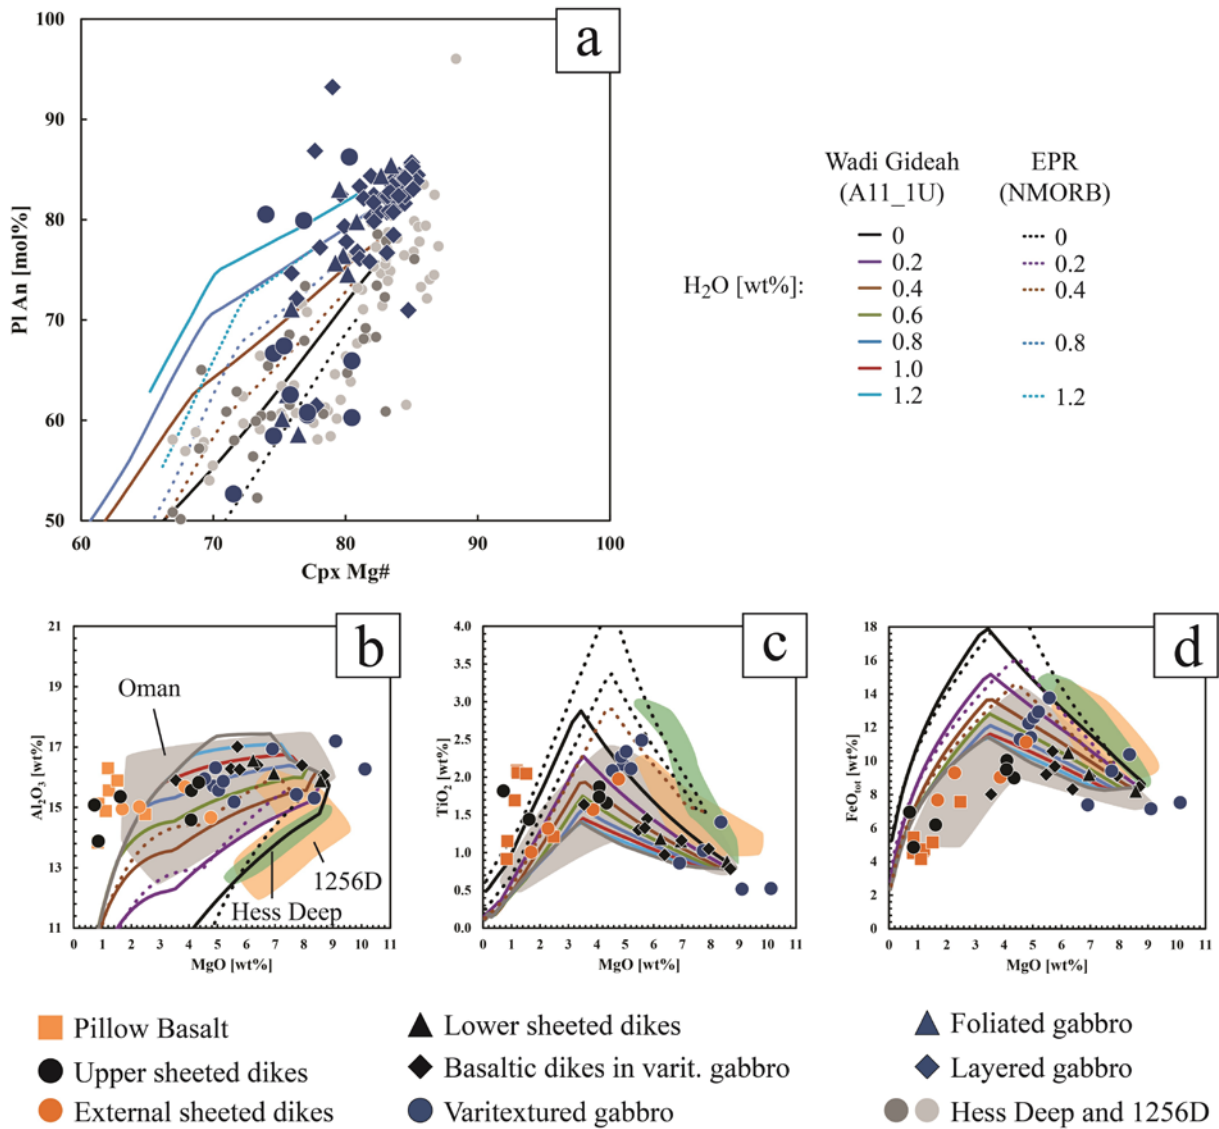 a
100
90
80
70
60
50
Pl An [mol%]
60 70 80 90 100
Cpx Mg#
Wadi Gideah EPR
(A11_1U) (NMORB)
H2O [wt%]:
0 0
0.2 0.2
0.4 0.4
0.6
0.8 0.8
1.0
1.2 1.2
b
21
19
17
15
13
11
Al2O3 [wt%]
Oman
1256D
Hess Deep
0 1 2 3 4 5 6 7 8 9 10 11
MgO [wt%]
c
4.0
3.5
3.0
2.5
2.0
1.5
1.0
0.5
0.0
TiO2 [wt%]
0 1 2 3 4 5 6 7 8 9 10 11
MgO [wt%]
d
18
16
14
12
10
8
6
4
2
0
FeOtot [wt%]
0 1 2 3 4 5 6 7 8 9 10 11
MgO [wt%]
Pillow Basalt
Upper sheeted dikes
External sheeted dikes
Lower sheeted dikes
Basaltic dikes in varit. gabbro
Varitextured gabbro
Foliated gabbro
Layered gabbro
Hess Deep and 1256D